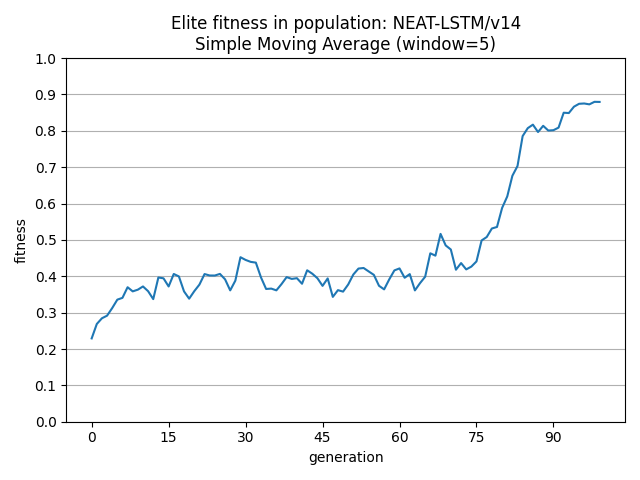 Elite fitness in population: NEAT-LSTM/v14
Simple Moving Average (window=5)
1.0
0.9
0.8
0.7
0.6
0.5
0.4
0.3
0.2
0.1
0.0
fitness
0 15 30 45 60 75 90
generation